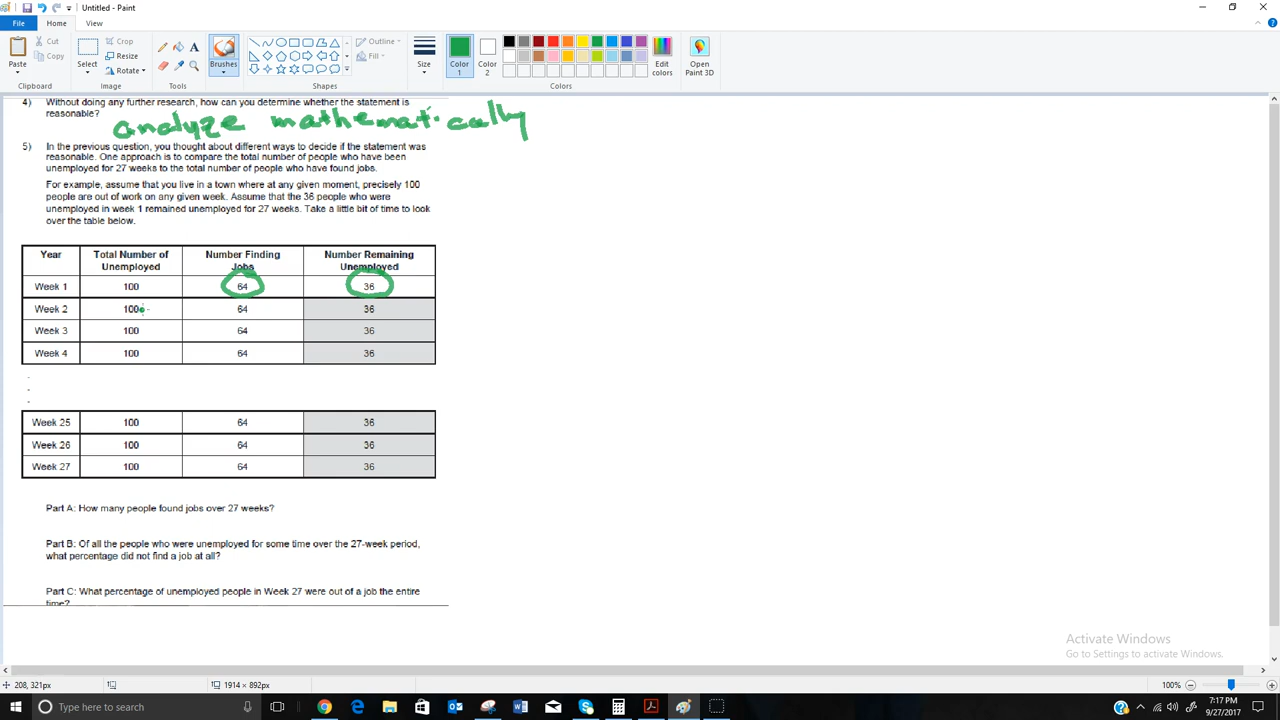 Untitled - Paint
File Home View
Paste Cut Copy Clipboard
Select Crop Resize Rotate Image
Tools
Brushes
Outline Fill Shapes
Size
Color 1 Color 2 Edit colors Colors
Open Paint 3D
4) Without doing any further research, how can you determine whether the statement is
reasonable?
analyze mathematically
5) In the previous question, you thought about different ways to decide if the statement was
reasonable. One approach is to compare the total number of people who have been
unemployed for 27 weeks to the total number of people who have found jobs.
For example, assume that you live in a town where at any given moment, precisely 100
people are out of work on any given week. Assume that the 36 people who were
unemployed in week 1 remained unemployed for 27 weeks. Take a little bit of time to look
over the table below.
Year Total Number of Unemployed Number Finding Jobs Number Remaining Unemployed
Week 1 100 64 36
Week 2 100 64 36
Week 3 100 64 36
Week 4 100 64 36
Week 25 100 64 36
Week 26 100 64 36
Week 27 100 64 36
Part A: How many people found jobs over 27 weeks?
Part B: Of all the people who were unemployed for some time over the 27-week period,
what percentage did not find a job at all?
Part C: What percentage of unemployed people in Week 27 were out of a job the entire
time?
Activate Windows
Go to Settings to activate Windows.
208, 321px 1914 × 892px 100%
Type here to search
7:17 PM
9/27/2017